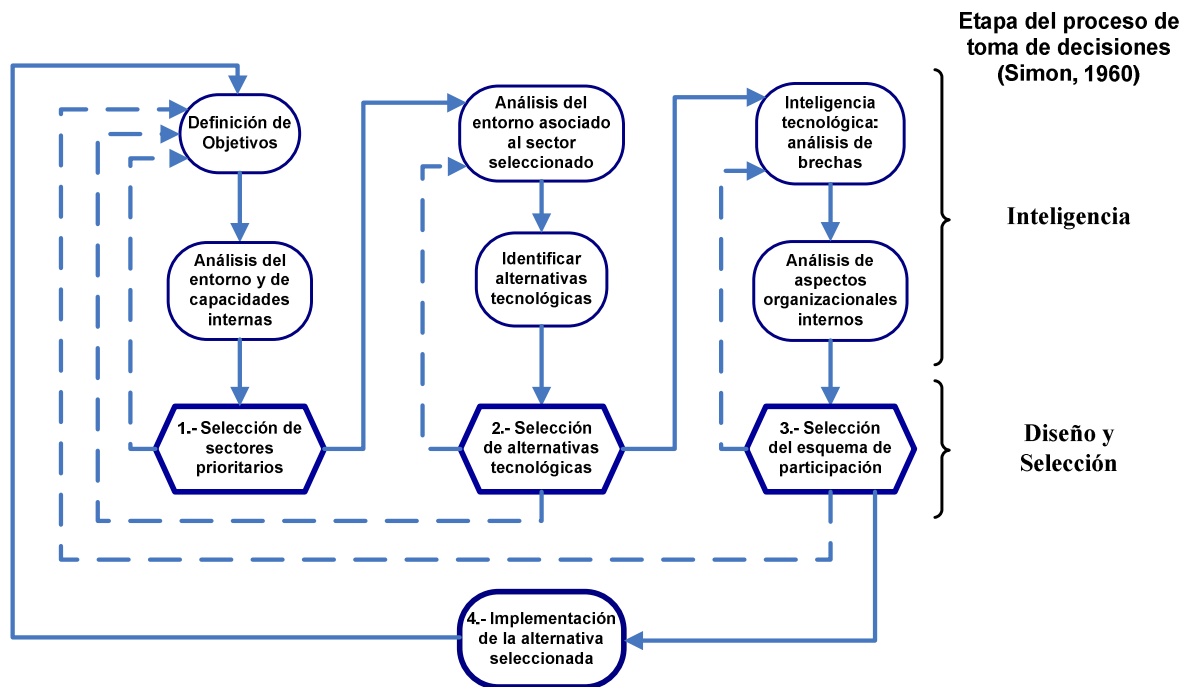 Etapa del proceso de
toma de decisiones
(Simon, 1960)
Definición de
Objetivos
Análisis del
entorno y de
capacidades
internas
1.- Selección de
sectores
prioritarios
Análisis del
entorno asociado
al sector
seleccionado
Identificar
alternativas
tecnológicas
2.- Selección
de alternativas
tecnológicas
Inteligencia
tecnológica:
análisis de
brechas
Análisis de
aspectos
organizacionales
internos
3.- Selección
del esquema de
participación
Inteligencia
Diseño y
Selección
4.- Implementación
de la alternativa
seleccionada